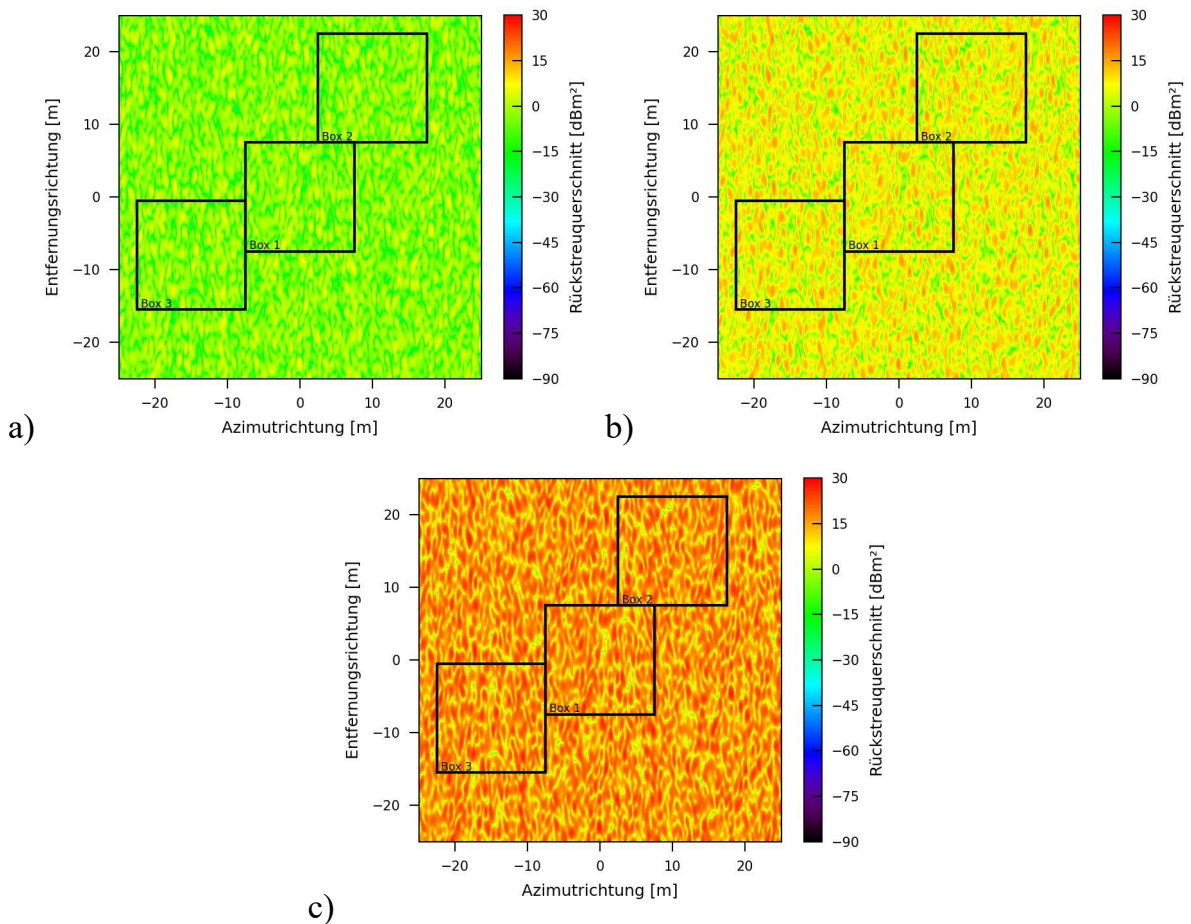 30
15
0
−15
−30
−45
−60
−75
−90
Rückstreuquerschnitt [dBm²]
20
10
0
−10
−20
Entfernungsrichtung [m]
Box 2
Box 1
Box 3
−20
−10
0
10
20
Azimutrichtung [m]
a)
30
15
0
−15
−30
−45
−60
−75
−90
Rückstreuquerschnitt [dBm²]
20
10
0
−10
−20
Entfernungsrichtung [m]
Box 2
Box 1
Box 3
−20
−10
0
10
20
Azimutrichtung [m]
b)
30
15
0
−15
−30
−45
−60
−75
−90
Rückstreuquerschnitt [dBm²]
20
10
0
−10
−20
Entfernungsrichtung [m]
Box 2
Box 1
Box 3
−20
−10
0
10
20
Azimutrichtung [m]
c)